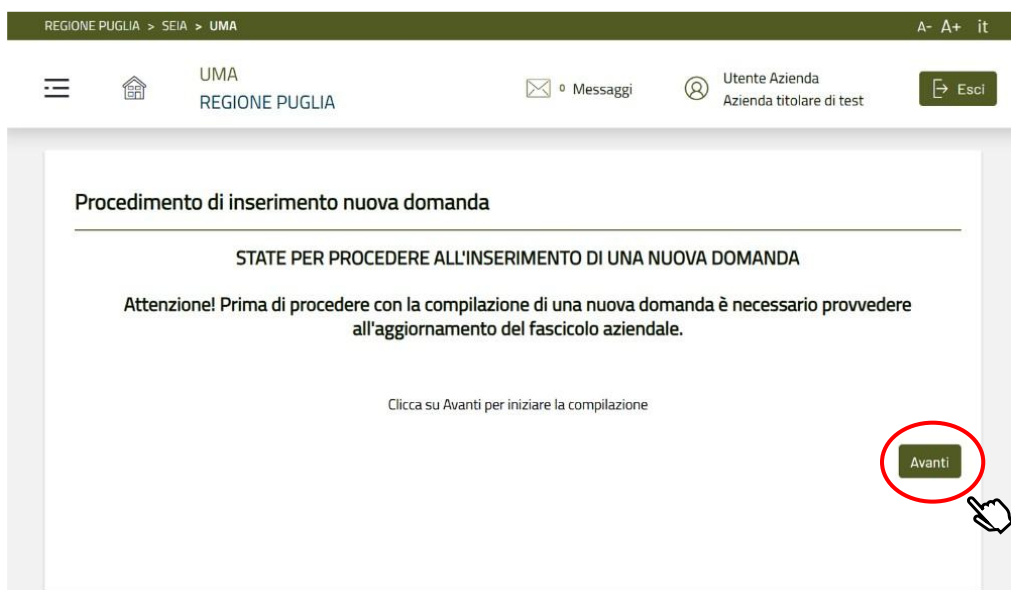 REGIONE PUGLIA > SEIA > UMA
A- A+ it
UMA
REGIONE PUGLIA
0 Messaggi
Utente Azienda
Azienda titolare di test
Esci
Procedimento di inserimento nuova domanda
STATE PER PROCEDERE ALL'INSERIMENTO DI UNA NUOVA DOMANDA
Attenzione! Prima di procedere con la compilazione di una nuova domanda è necessario provvedere
all'aggiornamento del fascicolo aziendale.
Clicca su Avanti per iniziare la compilazione
Avanti